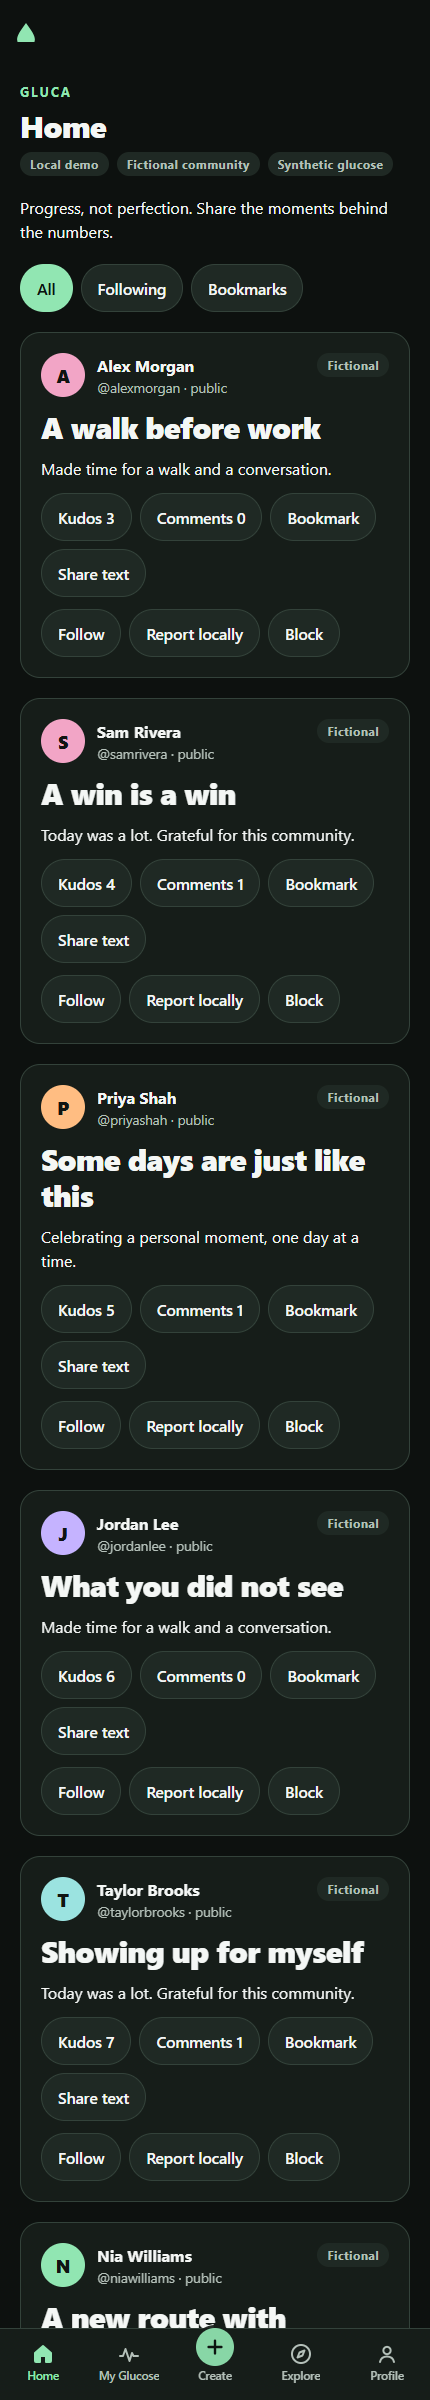 GLUCA
Home
Local demo Fictional community Synthetic glucose
Progress, not perfection. Share the moments behind
the numbers.
All Following Bookmarks
A Alex Morgan Fictional
@alexmorgan · public
A walk before work
Made time for a walk and a conversation.
Kudos 3 Comments 0 Bookmark
Share text
Follow Report locally Block
S Sam Rivera Fictional
@samrivera · public
A win is a win
Today was a lot. Grateful for this community.
Kudos 4 Comments 1 Bookmark
Share text
Follow Report locally Block
P Priya Shah Fictional
@priyashah · public
Some days are just like
this
Celebrating a personal moment, one day at a
time.
Kudos 5 Comments 1 Bookmark
Share text
Follow Report locally Block
J Jordan Lee Fictional
@jordanlee · public
What you did not see
Made time for a walk and a conversation.
Kudos 6 Comments 0 Bookmark
Share text
Follow Report locally Block
T Taylor Brooks Fictional
@taylorbrooks · public
Showing up for myself
Today was a lot. Grateful for this community.
Kudos 7 Comments 1 Bookmark
Share text
Follow Report locally Block
N Nia Williams Fictional
@niawilliams · public
A new route with
Home My Glucose Create Explore Profile